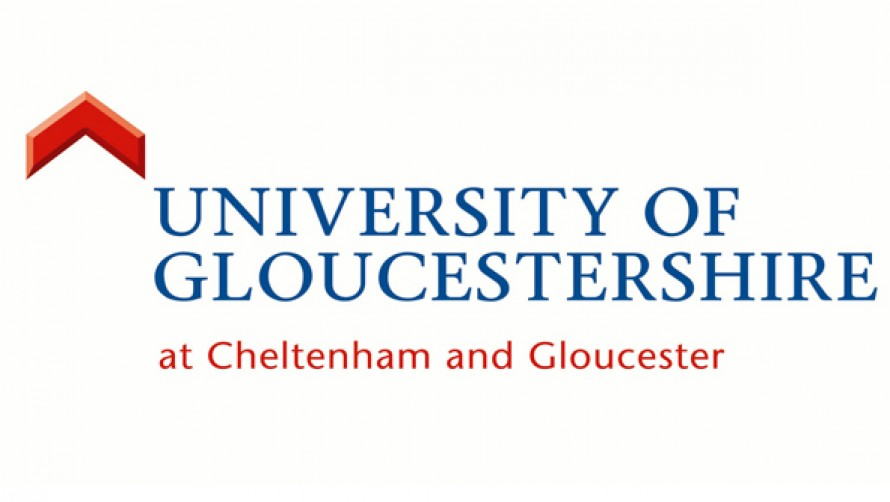 UNIVERSITY OF
GLOUCESTERSHIRE
at Cheltenham and Gloucester